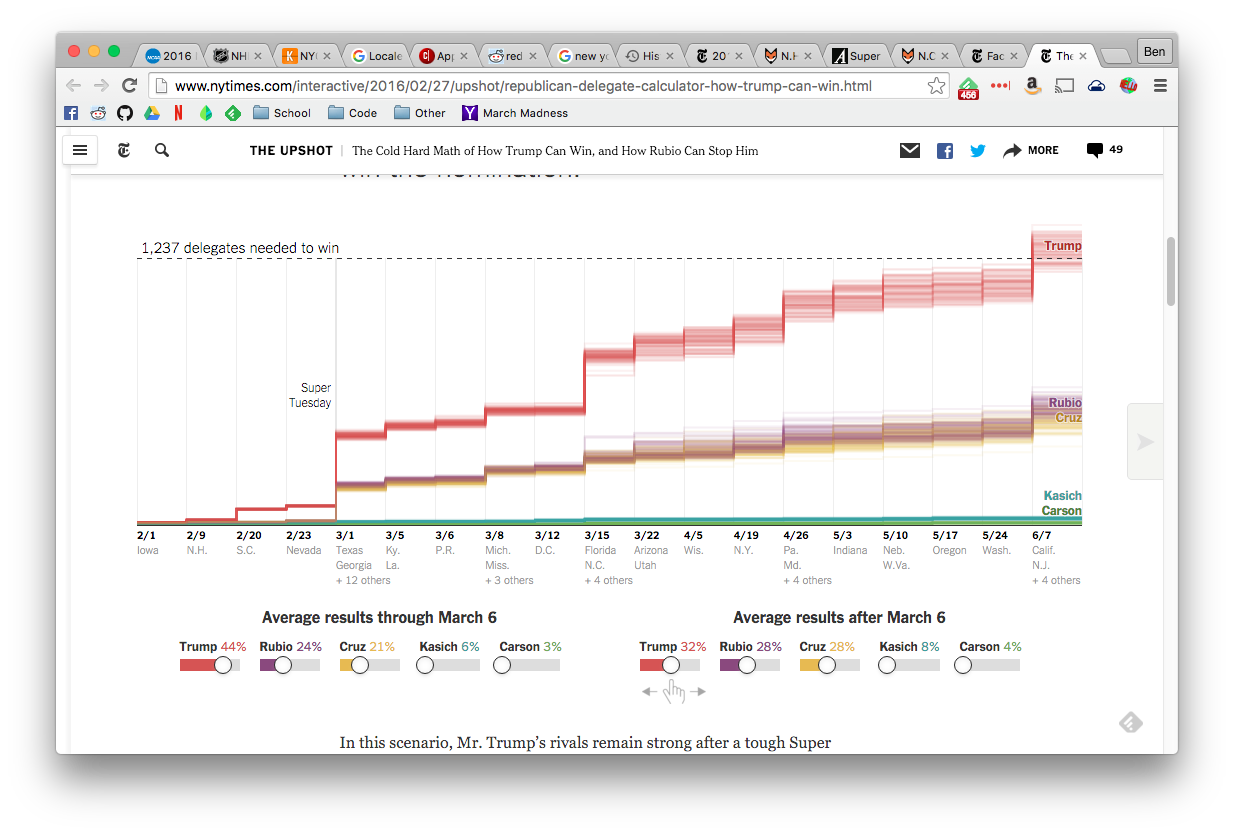 2016 I
NHI
NY
Locale
App
red
new yo
His
20
N.H
Super
N.C
Fac
The
Ben
www.nytimes.com/interactive/2016/02/27/upshot/republican-delegate-calculator-how-trump-can-win.html
456
School
Code
Other
March Madness
THE UPSHOT | The Cold Hard Math of How Trump Can Win, and How Rubio Can Stop Him
MORE
49
win the nomination.
1,237 delegates needed to win
Trump
Super
Tuesday
Rubio
Cruz
Kasich
Carson
2/1 2/9 2/20 2/23 3/1 3/5 3/6 3/8 3/12 3/15 3/22 4/5 4/19 4/26 5/3 5/10 5/17 5/24 6/7
Iowa N.H. S.C. Nevada Texas Ky. P.R. Mich. D.C. Florida Arizona Wis. N.Y. Pa. Indiana Neb. Oregon Wash. Calif.
Georgia La. Miss. N.C. Utah Md. W.Va. N.J.
+ 12 others + 3 others + 4 others + 4 others + 4 others
Average results through March 6
Trump 44% Rubio 24% Cruz 21% Kasich 6% Carson 3%
Average results after March 6
Trump 32% Rubio 28% Cruz 28% Kasich 8% Carson 4%
In this scenario, Mr. Trump's rivals remain strong after a tough Super